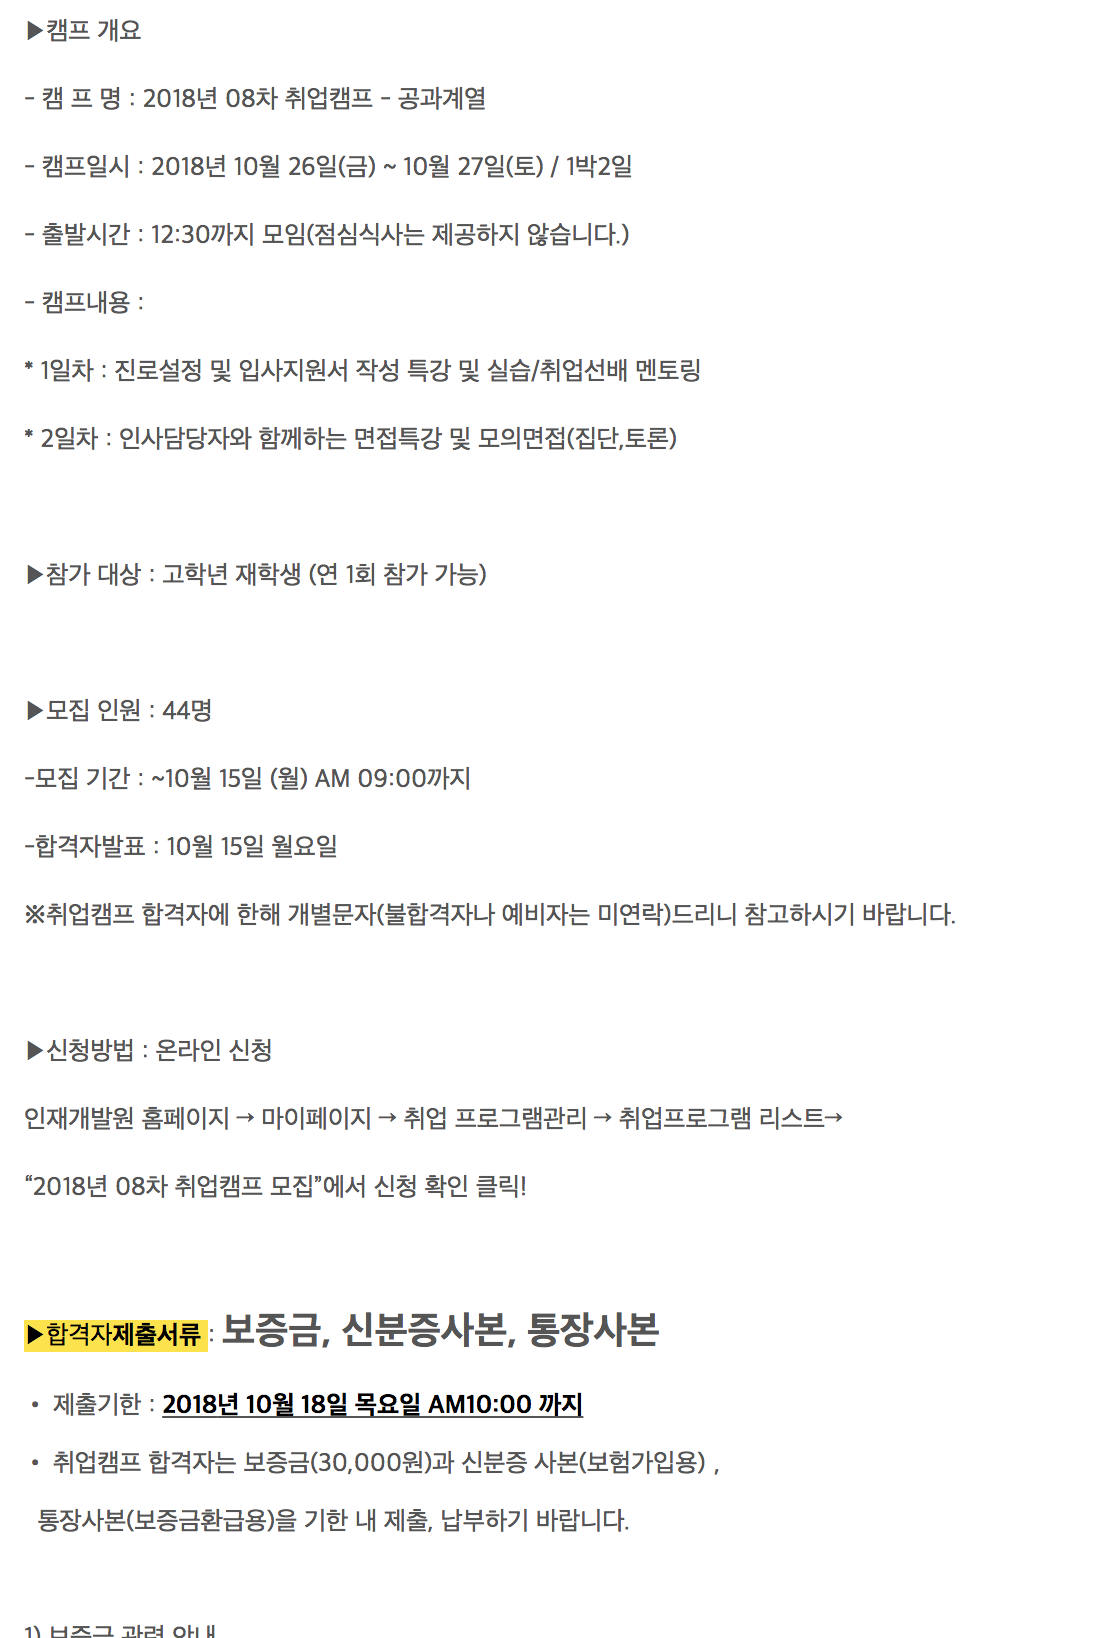 ▶캠프 개요
- 캠 프 명 : 2018년 08차 취업캠프 - 공과계열
- 캠프일시 : 2018년 10월 26일(금) ~ 10월 27일(토) / 1박2일
- 출발시간 : 12:30까지 모임(점심식사는 제공하지 않습니다.)
- 캠프내용 :
* 1일차 : 진로설정 및 입사지원서 작성 특강 및 실습/취업선배 멘토링
* 2일차 : 인사담당자와 함께하는 면접특강 및 모의면접(집단,토론)
▶참가 대상 : 고학년 재학생 (연 1회 참가 가능)
▶모집 인원 : 44명
-모집 기간 : ~10월 15일 (월) AM 09:00까지
-합격자발표 : 10월 15일 월요일
※취업캠프 합격자에 한해 개별문자(불합격자나 예비자는 미연락)드리니 참고하시기 바랍니다.
▶신청방법 : 온라인 신청
인재개발원 홈페이지 → 마이페이지 → 취업 프로그램관리 → 취업프로그램 리스트→
“2018년 08차 취업캠프 모집”에서 신청 확인 클릭!
▶합격자제출서류 : 보증금, 신분증사본, 통장사본
• 제출기한 : 2018년 10월 18일 목요일 AM10:00 까지
• 취업캠프 합격자는 보증금(30,000원)과 신분증 사본(보험가입용) ,
통장사본(보증금환급용)을 기한 내 제출, 납부하기 바랍니다.
1) 보증금 관련 안내